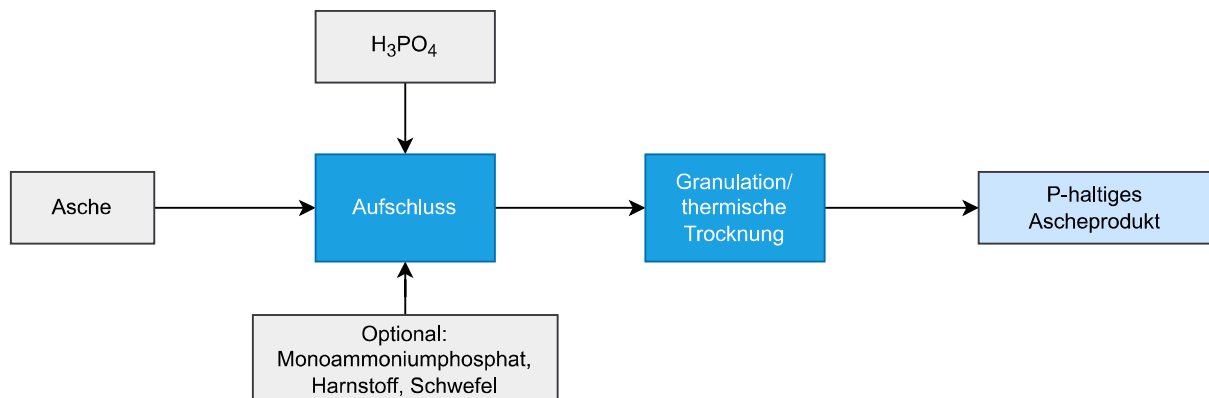 H₃PO₄
Asche
Aufschluss
Granulation/
thermische
Trocknung
P-haltiges
Ascheprodukt
Optional:
Monoammoniumphosphat,
Harnstoff, Schwefel